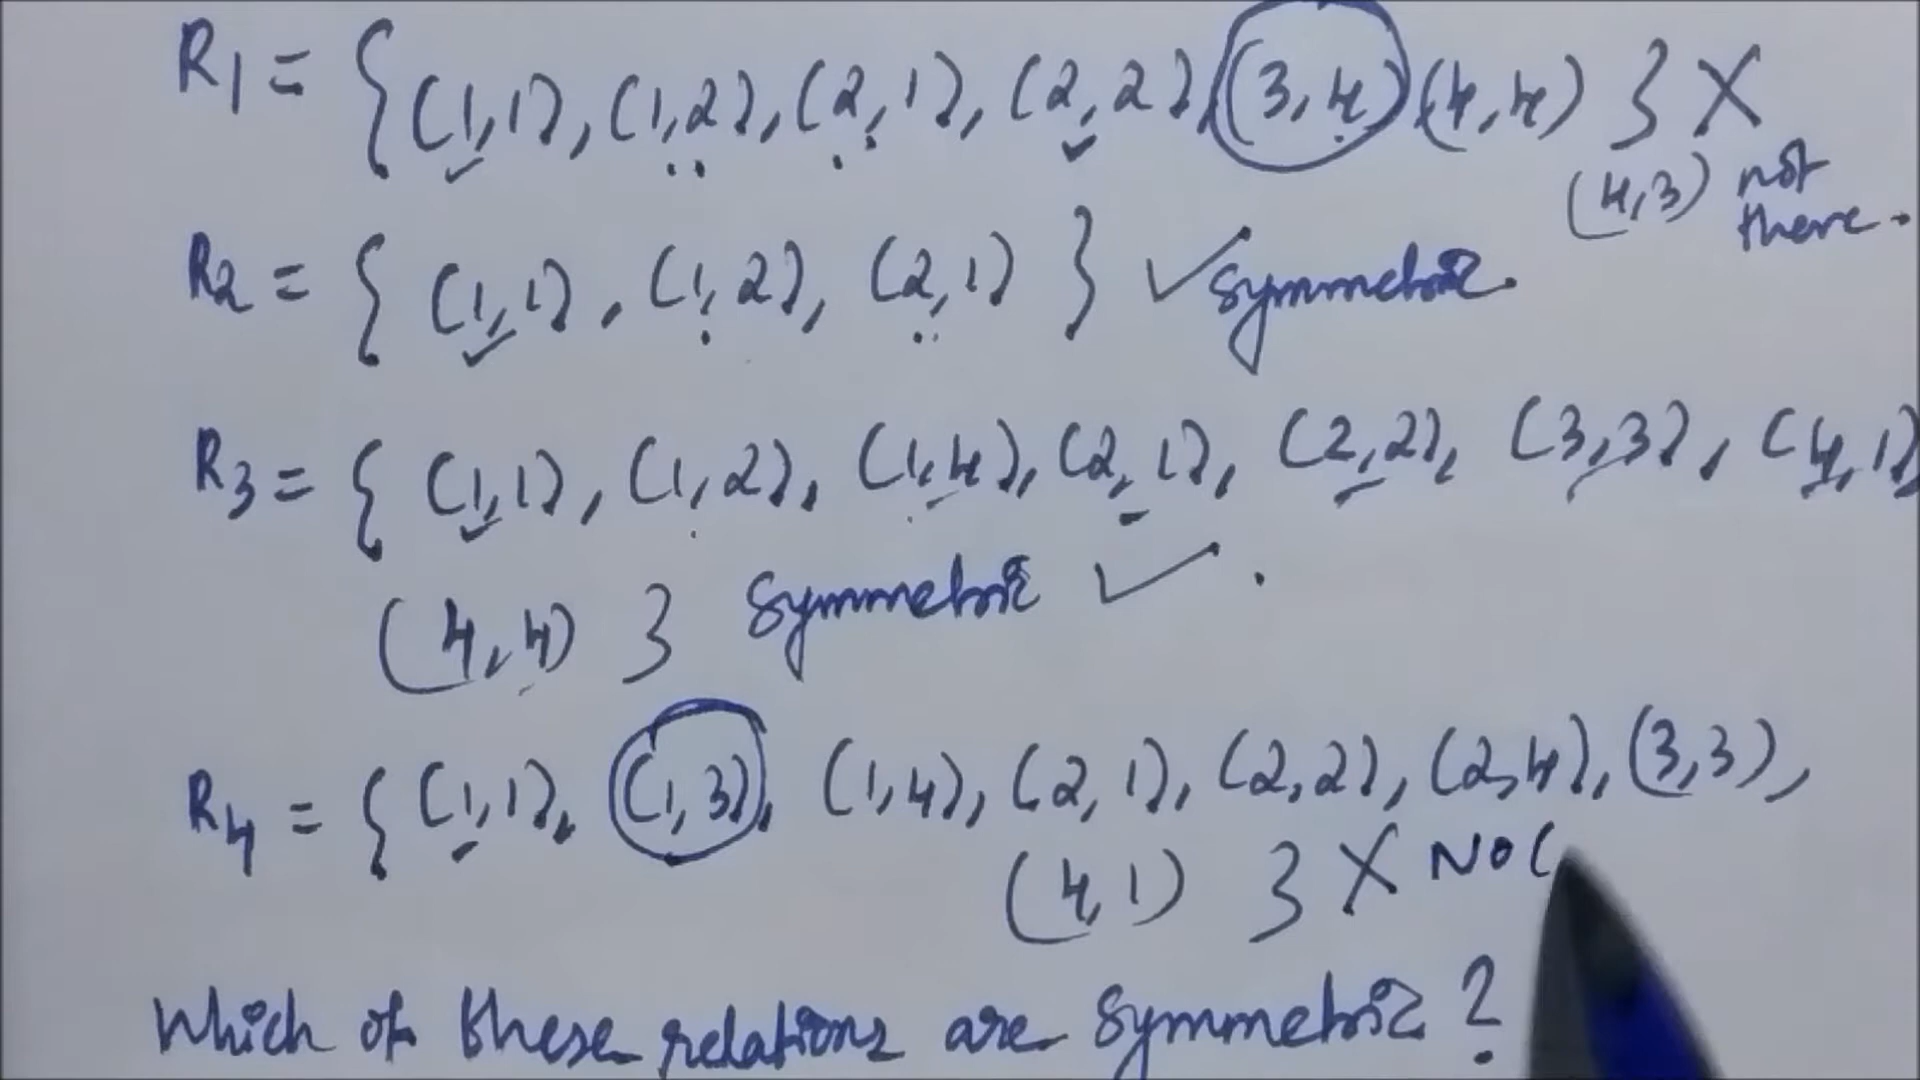 R1 = { (1,1), (1,2), (2,1), (2,2), (3,4) (4,4) } X
(4,3) not
there.
R2 = { (1,1), (1,2), (2,1) } ✓ Symmetric.
R3 = { (1,1), (1,2), (1,4), (2,1), (2,2), (3,3), (4,1)
(4,4) } Symmetric ✓.
R4 = { (1,1), (1,3), (1,4), (2,1), (2,2), (2,4), (3,3),
(4,1) } X NO(
Which of these relations are Symmetric?